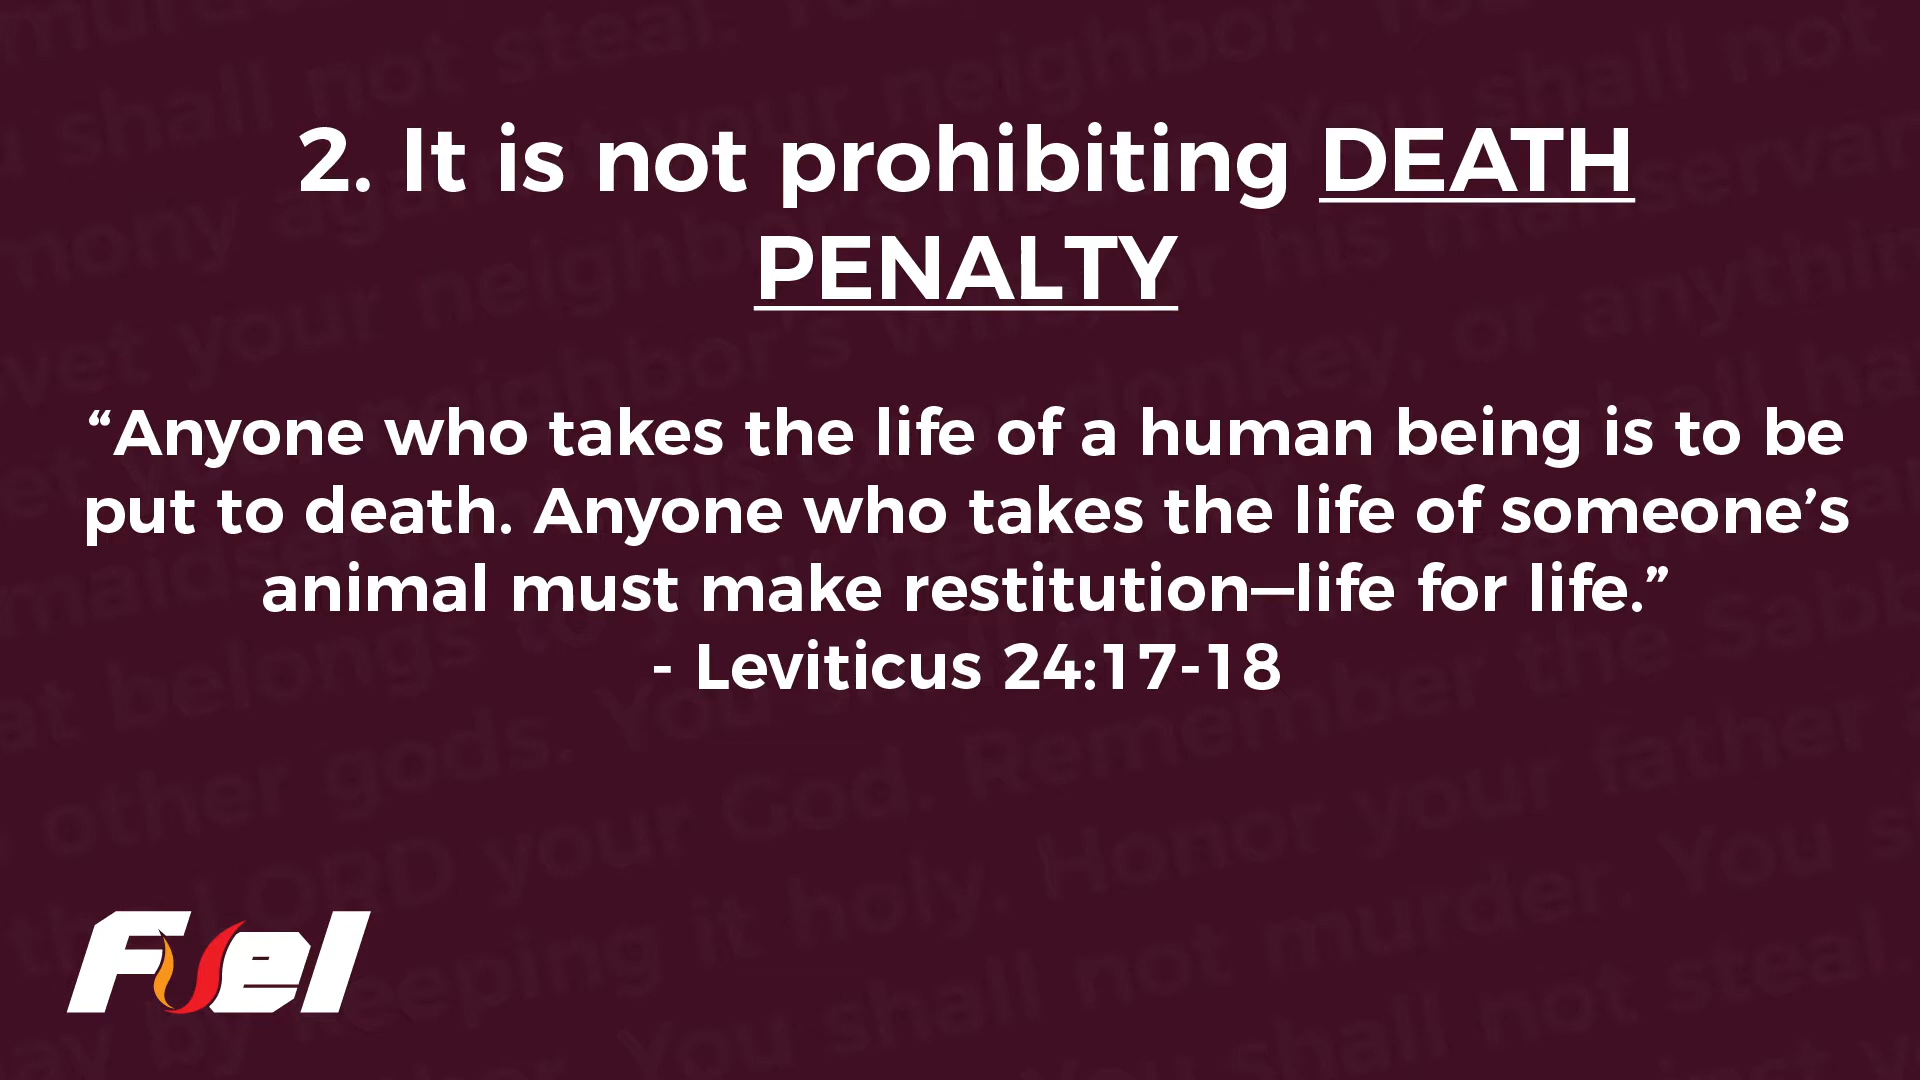 2. It is not prohibiting DEATH
PENALTY
“Anyone who takes the life of a human being is to be
put to death. Anyone who takes the life of someone’s
animal must make restitution—life for life.”
- Leviticus 24:17-18
Fuel